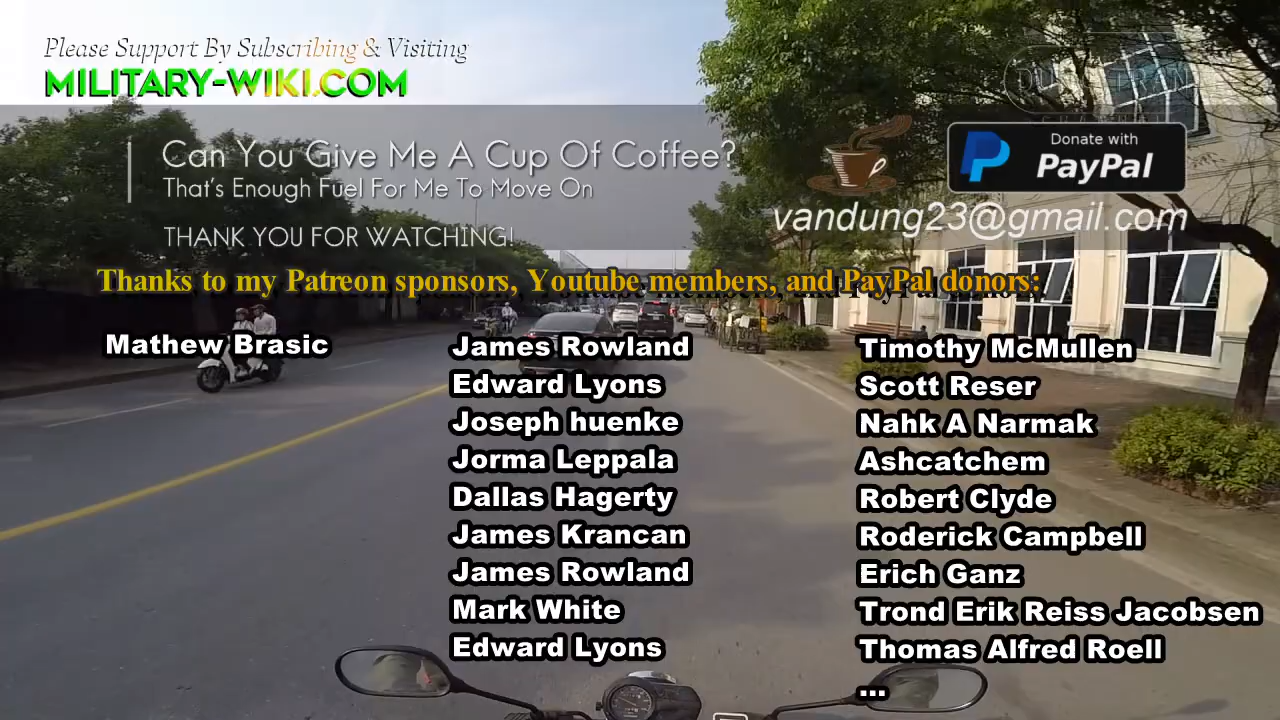 Please Support By Subscribing & Visiting
MILITARY-WIKI.COM
DUNG TRAN
CHANNEL
Can You Give Me A Cup Of Coffee?
That's Enough Fuel For Me To Move On
THANK YOU FOR WATCHING!
Donate with
PayPal
vandung23@gmail.com
Thanks to my Patreon sponsors, Youtube members, and PayPal donors:
Mathew Brasic
James Rowland
Edward Lyons
Joseph huenke
Jorma Leppala
Dallas Hagerty
James Krancan
James Rowland
Mark White
Edward Lyons
Timothy McMullen
Scott Reser
Nahk A Narmak
Ashcatchem
Robert Clyde
Roderick Campbell
Erich Ganz
Trond Erik Reiss Jacobsen
Thomas Alfred Roell
...